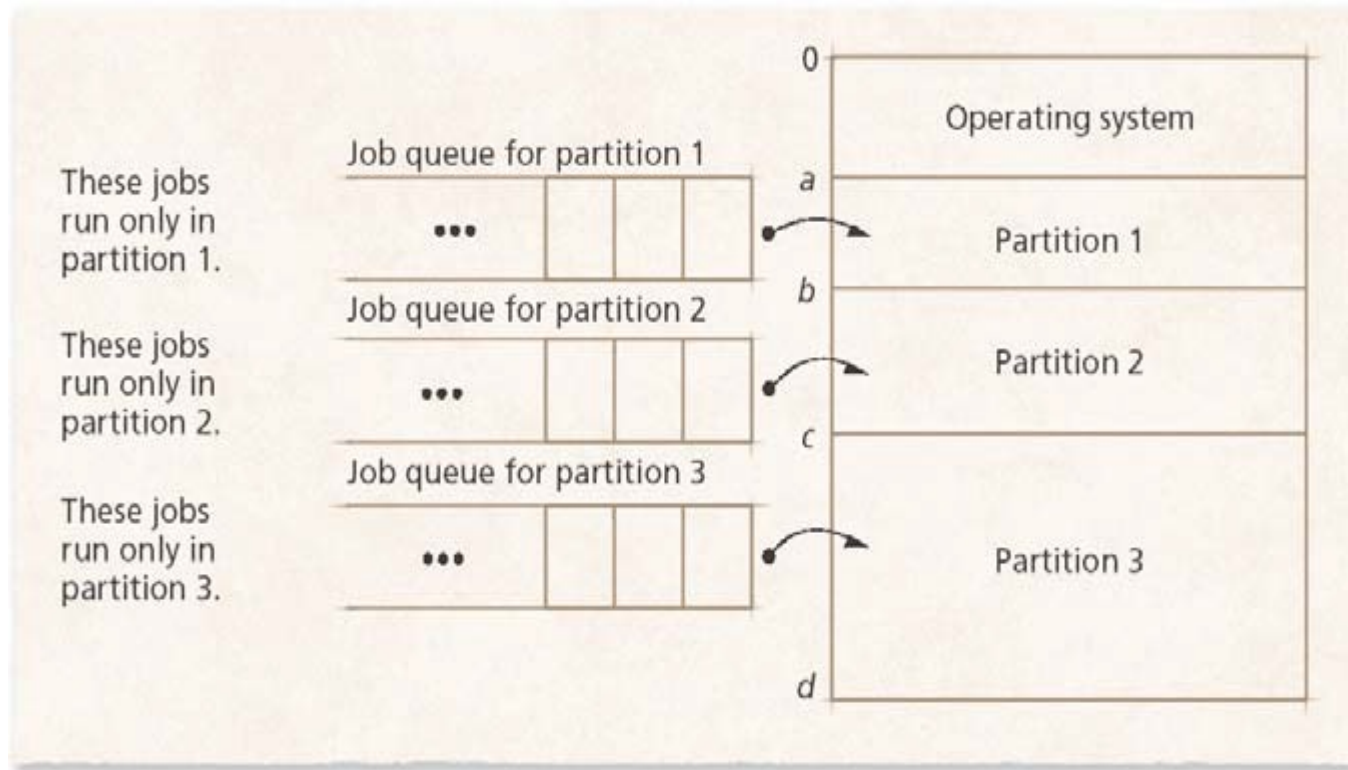 0
Operating system
Job queue for partition 1
These jobs
run only in
partition 1.
...
a
Partition 1
b
Job queue for partition 2
These jobs
run only in
partition 2.
...
Partition 2
c
Job queue for partition 3
These jobs
run only in
partition 3.
...
Partition 3
d